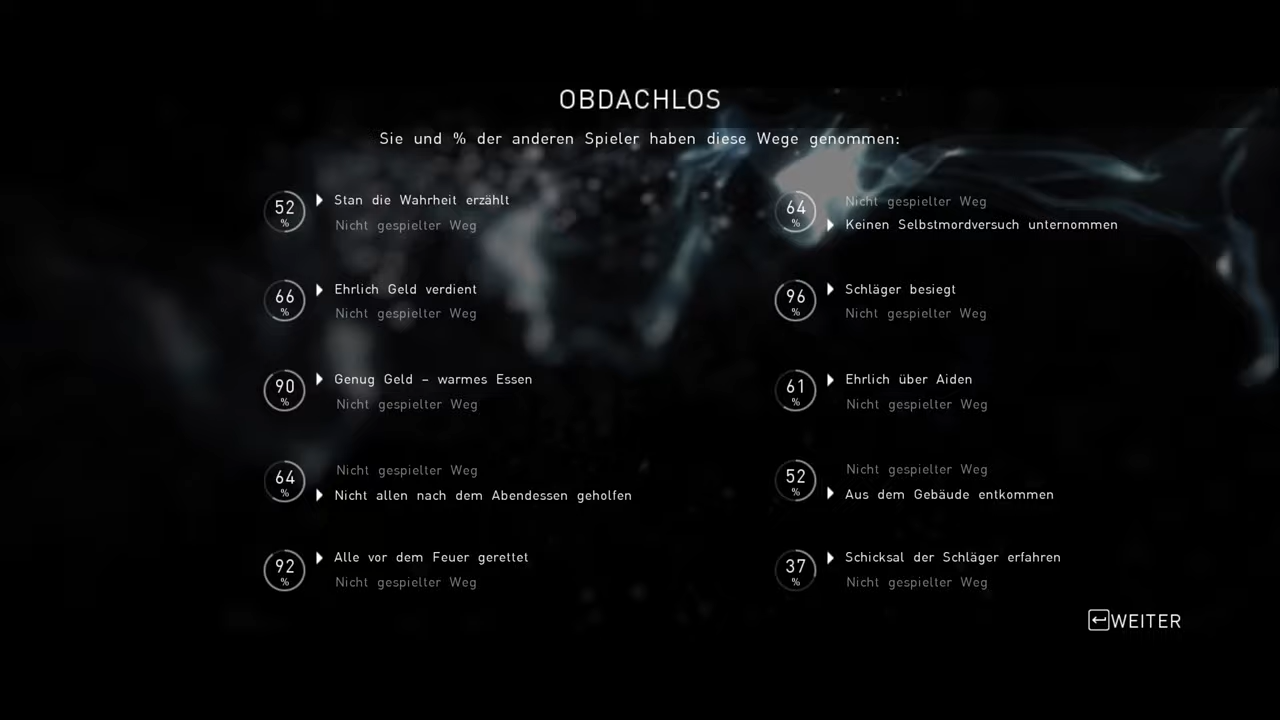 OBDACHLOS
Sie und % der anderen Spieler haben diese Wege genommen:
52 %
Stan die Wahrheit erzählt
Nicht gespielter Weg
66 %
Ehrlich Geld verdient
Nicht gespielter Weg
90 %
Genug Geld – warmes Essen
Nicht gespielter Weg
64 %
Nicht gespielter Weg
Nicht allen nach dem Abendessen geholfen
92 %
Alle vor dem Feuer gerettet
Nicht gespielter Weg
64 %
Nicht gespielter Weg
Keinen Selbstmordversuch unternommen
96 %
Schläger besiegt
Nicht gespielter Weg
61 %
Ehrlich über Aiden
Nicht gespielter Weg
52 %
Nicht gespielter Weg
Aus dem Gebäude entkommen
37 %
Schicksal der Schläger erfahren
Nicht gespielter Weg
WEITER